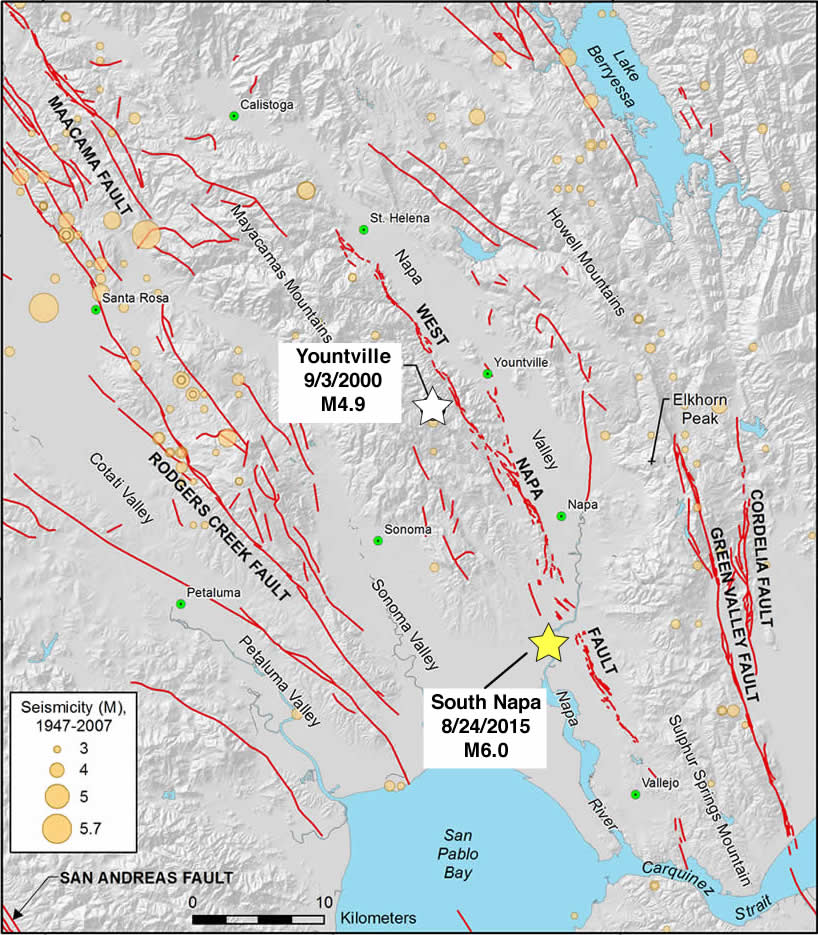 Lake
Berryessa
Calistoga
MAACAMA FAULT
St. Helena
Mayacamas Mountains
Howell Mountains
Napa
Santa Rosa
WEST
Yountville
9/3/2000
M4.9
Yountville
Elkhorn
Peak
Valley
NAPA
Cotati Valley
RODGERS CREEK FAULT
Napa
CORDELIA FAULT
GREEN VALLEY FAULT
Sonoma
Petaluma
Sonoma Valley
Petaluma Valley
FAULT
South Napa
8/24/2015
M6.0
Napa
River
Sulphur Springs Mountain
Seismicity (M),
1947-2007
3
4
5
5.7
Vallejo
San
Pablo
Bay
Carquinez
Strait
SAN ANDREAS FAULT
0
10
Kilometers